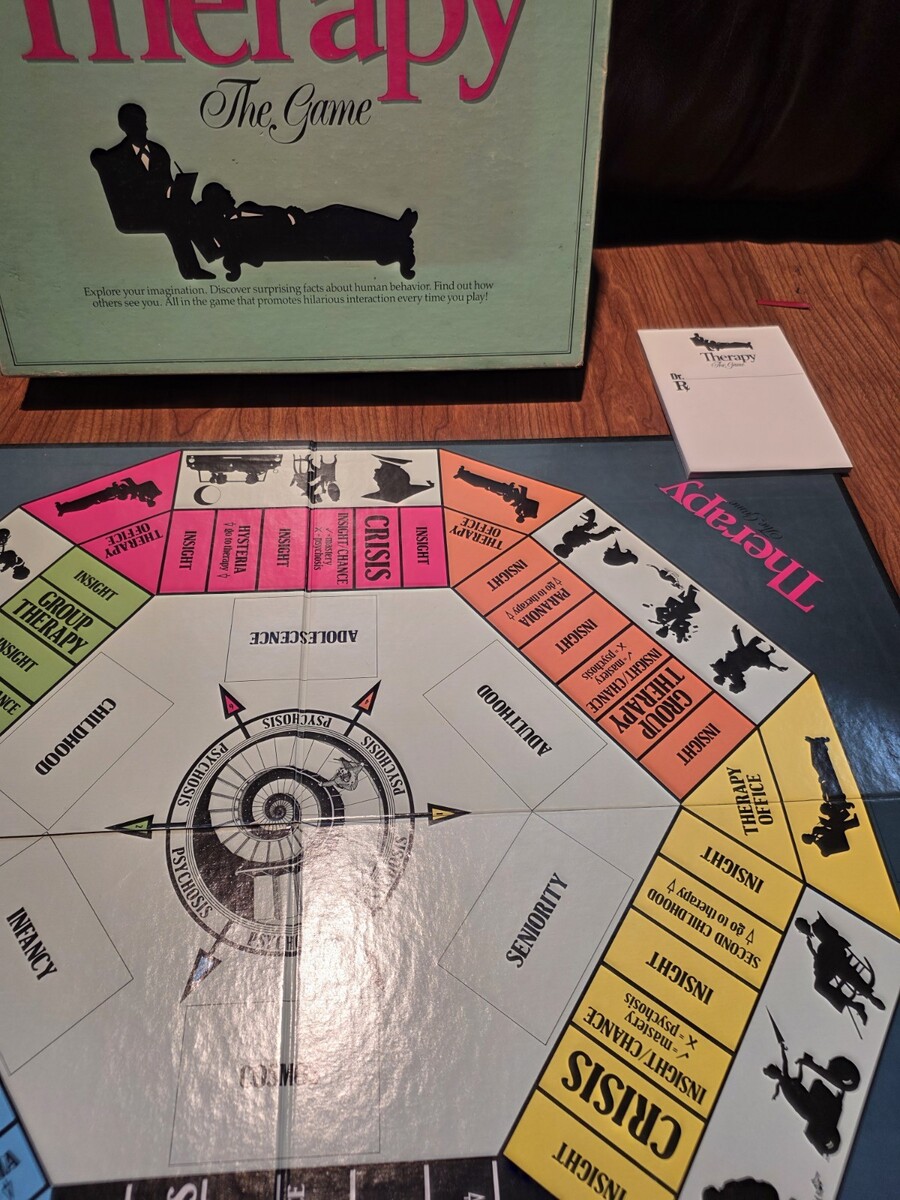 Therapy
The Game
Explore your imagination. Discover surprising facts about human behavior. Find out how
others see you. All in the game that promotes hilarious interaction every time you play!
Therapy
The Game
Dr.
℞
Therapy
The Game
THERAPY
OFFICE
INSIGHT
HYSTERIA
go to therapy
INSIGHT
INSIGHT/CHANCE
✓=mastery
X=psychosis
CRISIS
INSIGHT
THERAPY
OFFICE
INSIGHT
PARANOIA
go to therapy
INSIGHT
INSIGHT/CHANCE
✓=mastery
X=psychosis
GROUP
THERAPY
INSIGHT
THERAPY
OFFICE
INSIGHT
SECOND CHILDHOOD
go to therapy
INSIGHT
INSIGHT/CHANCE
✓=mastery
X=psychosis
CRISIS
INSIGHT
INSIGHT
GROUP
THERAPY
INSIGHT
ADOLESCENCE
CHILDHOOD
ADULTHOOD
INFANCY
SENIORITY
PSYCHOSIS
PSYCHOSIS
PSYCHOSIS
PSYCHOSIS
PSYCHOSIS